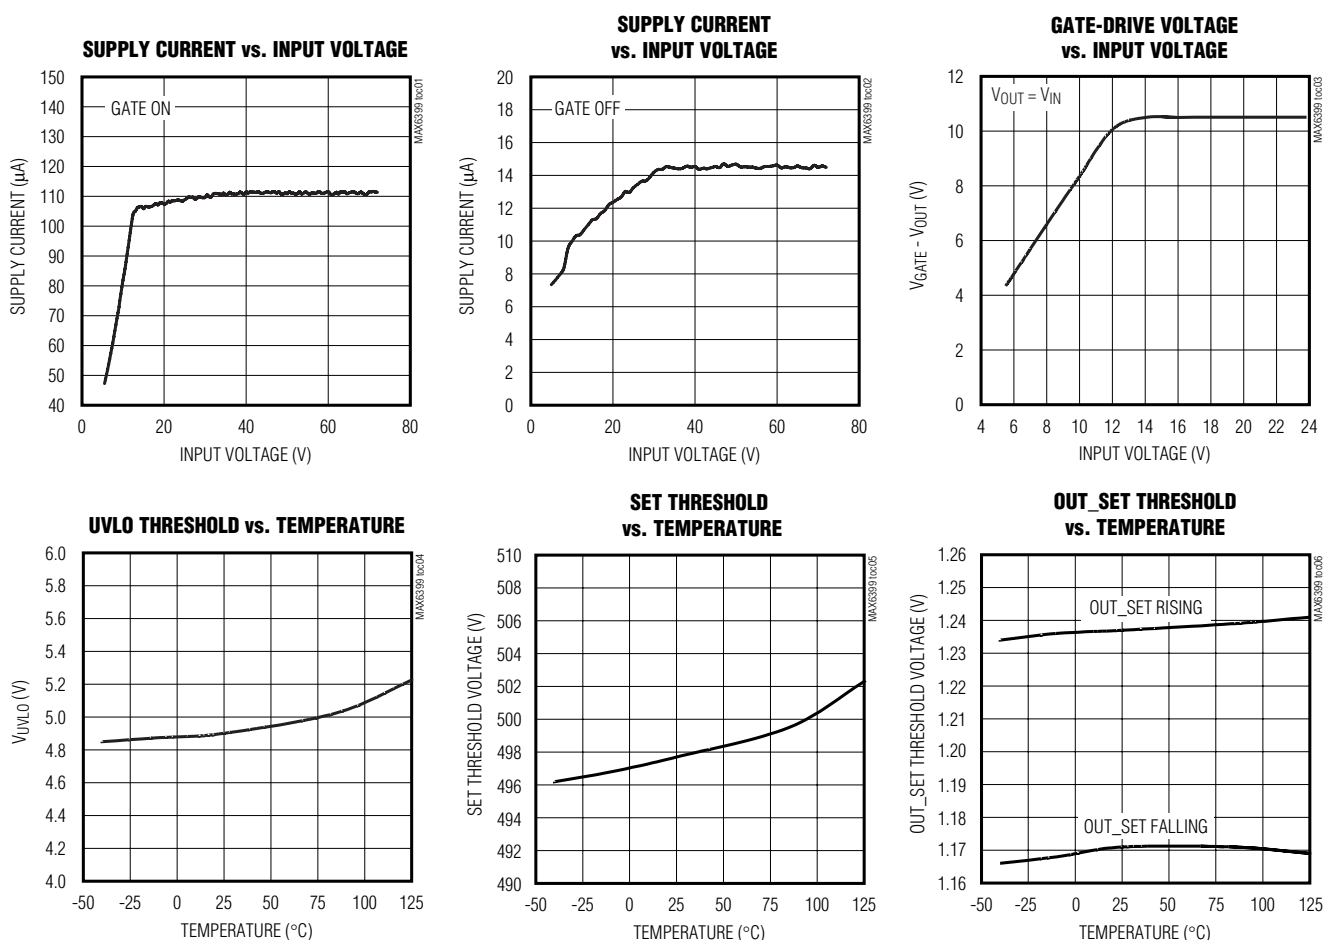 SUPPLY CURRENT vs. INPUT VOLTAGE
MAX6399 toc01
GATE ON
SUPPLY CURRENT (µA)
150
140
130
120
110
100
90
80
70
60
50
40
0 20 40 60 80
INPUT VOLTAGE (V)
SUPPLY CURRENT
vs. INPUT VOLTAGE
MAX6399 toc02
GATE OFF
SUPPLY CURRENT (µA)
20
18
16
14
12
10
8
6
4
2
0
0 20 40 60 80
INPUT VOLTAGE (V)
GATE-DRIVE VOLTAGE
vs. INPUT VOLTAGE
MAX6399 toc03
VOUT = VIN
VGATE - VOUT (V)
12
10
8
6
4
2
0
4 6 8 10 12 14 16 18 20 22 24
INPUT VOLTAGE (V)
UVLO THRESHOLD vs. TEMPERATURE
MAX6399 toc04
VUVLO (V)
6.0
5.8
5.6
5.4
5.2
5.0
4.8
4.6
4.4
4.2
4.0
-50 -25 0 25 50 75 100 125
TEMPERATURE (°C)
SET THRESHOLD
vs. TEMPERATURE
MAX6399 toc05
SET THRESHOLD VOLTAGE (V)
510
508
506
504
502
500
498
496
494
492
490
-50 -25 0 25 50 75 100 125
TEMPERATURE (°C)
OUT_SET THRESHOLD
vs. TEMPERATURE
MAX6399 toc06
OUT_SET RISING
OUT_SET FALLING
OUT_SET THRESHOLD VOLTAGE (V)
1.26
1.25
1.24
1.23
1.22
1.21
1.20
1.19
1.18
1.17
1.16
-50 -25 0 25 50 75 100 125
TEMPERATURE (°C)